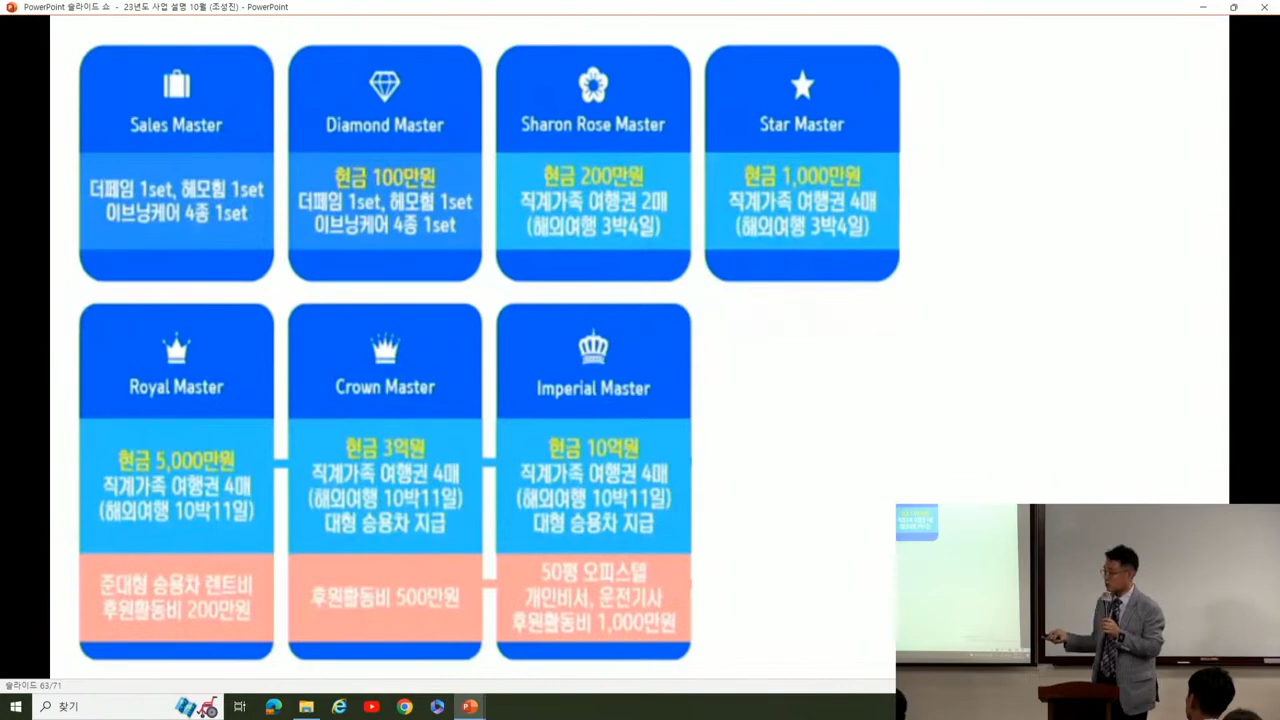 PowerPoint 슬라이드 쇼 - 23년도 사업 설명 10월 (조성진) - PowerPoint
Sales Master
더페임 1set, 헤모힘 1set
이브닝케어 4종 1set
Diamond Master
현금 100만원
더페임 1set, 헤모힘 1set
이브닝케어 4종 1set
Sharon Rose Master
현금 200만원
직계가족 여행권 2매
(해외여행 3박4일)
Star Master
현금 1,000만원
직계가족 여행권 4매
(해외여행 3박4일)
Royal Master
현금 5,000만원
직계가족 여행권 4매
(해외여행 10박11일)
준대형 승용차 렌트비
후원활동비 200만원
Crown Master
현금 3억원
직계가족 여행권 4매
(해외여행 10박11일)
대형 승용차 지급
후원활동비 500만원
Imperial Master
현금 10억원
직계가족 여행권 4매
(해외여행 10박11일)
대형 승용차 지급
50평 오피스텔
개인비서, 운전기사
후원활동비 1,000만원
슬라이드 63/71
찾기